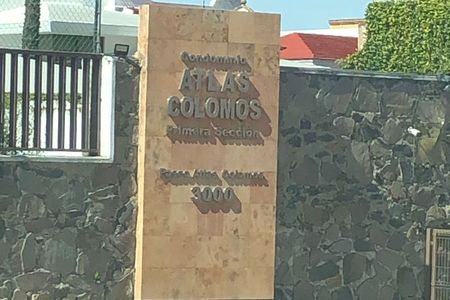 Condominio
ATLAS
COLOMOS
Primera Sección
Paseo Atlas Colomos
3000